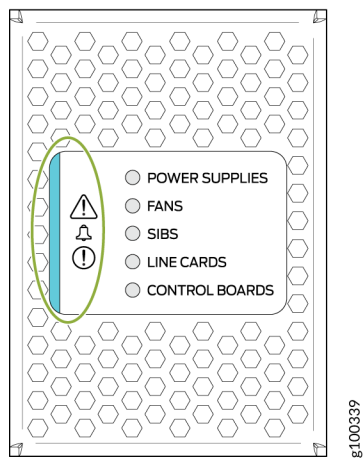 POWER SUPPLIES
FANS
SIBS
LINE CARDS
CONTROL BOARDS
g100339